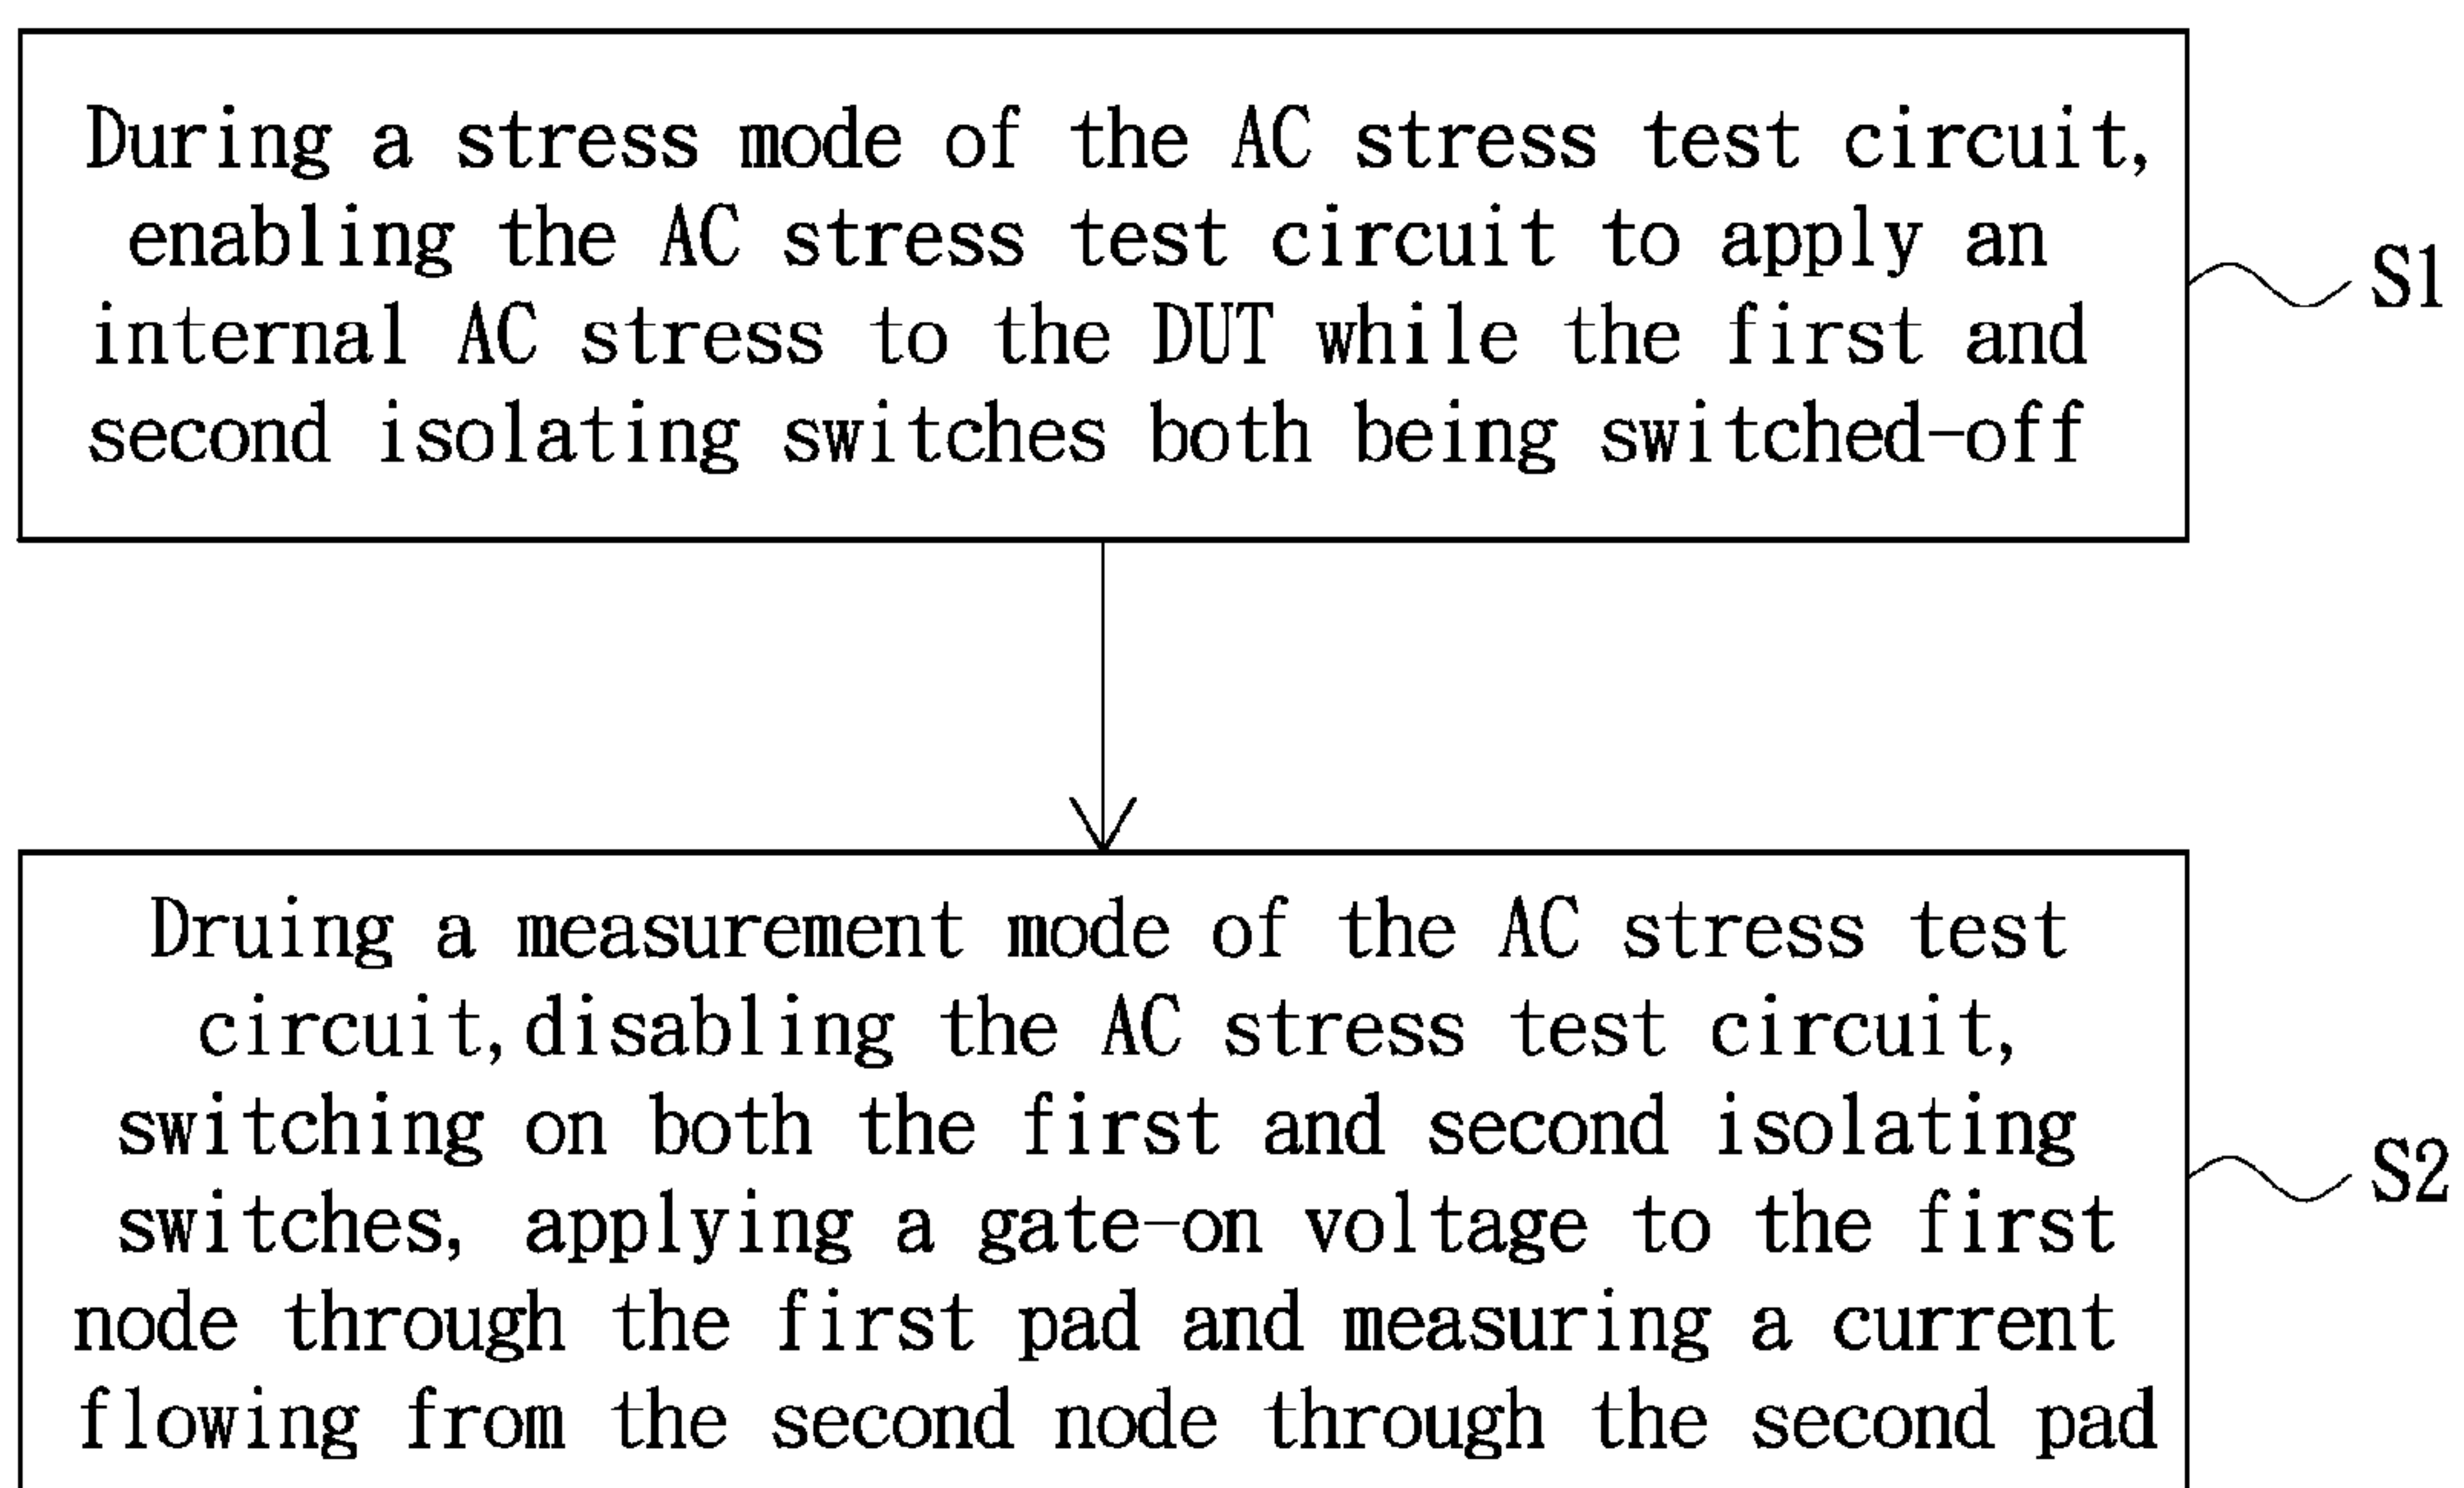 During a stress mode of the AC stress test circuit,
enabling the AC stress test circuit to apply an
internal AC stress to the DUT while the first and
second isolating switches both being switched-off
S1
Druing a measurement mode of the AC stress test
circuit,disabling the AC stress test circuit,
switching on both the first and second isolating
switches, applying a gate-on voltage to the first
node through the first pad and measuring a current
flowing from the second node through the second pad
S2